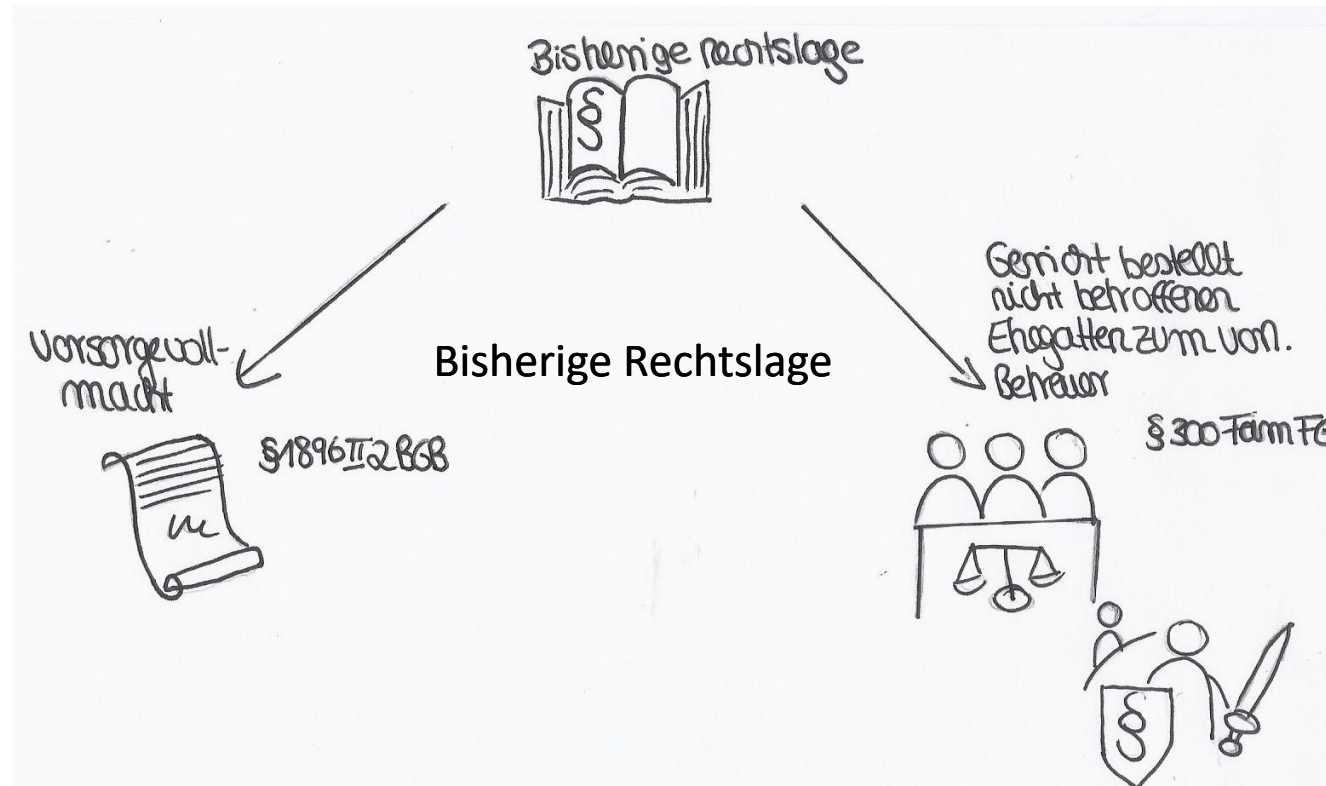 Bisherige Rechtslage
§
Vorsorgevoll-
macht
§1896 II 2 BGB
Bisherige Rechtslage
Gericht bestellt
nicht betroffenen
Ehegatten zum vorl.
Betreuer
§ 300 FamFG
§